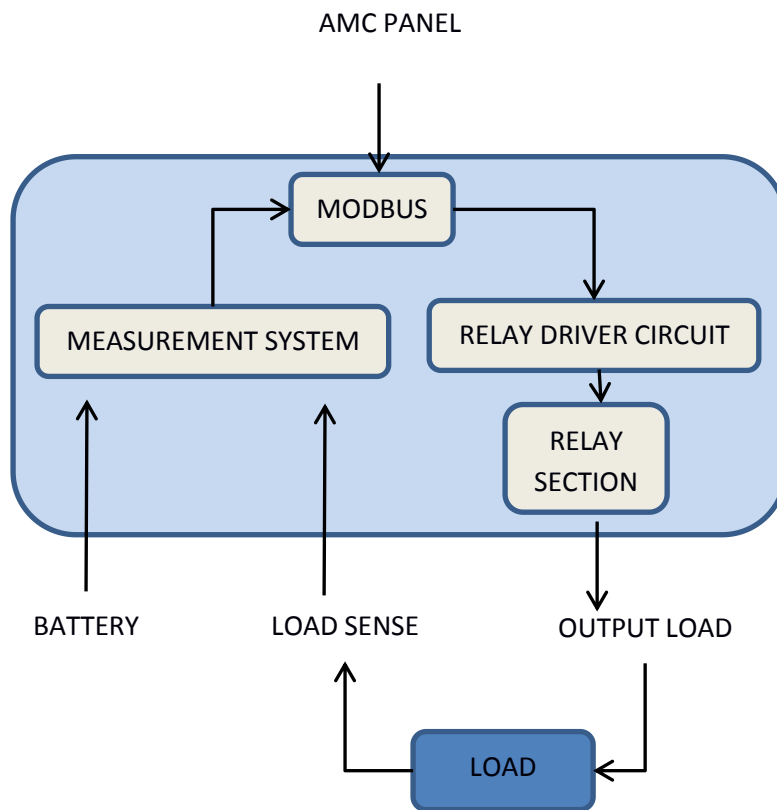 AMC PANEL
MODBUS
MEASUREMENT SYSTEM
RELAY DRIVER CIRCUIT
RELAY
SECTION
BATTERY
LOAD SENSE
OUTPUT LOAD
LOAD